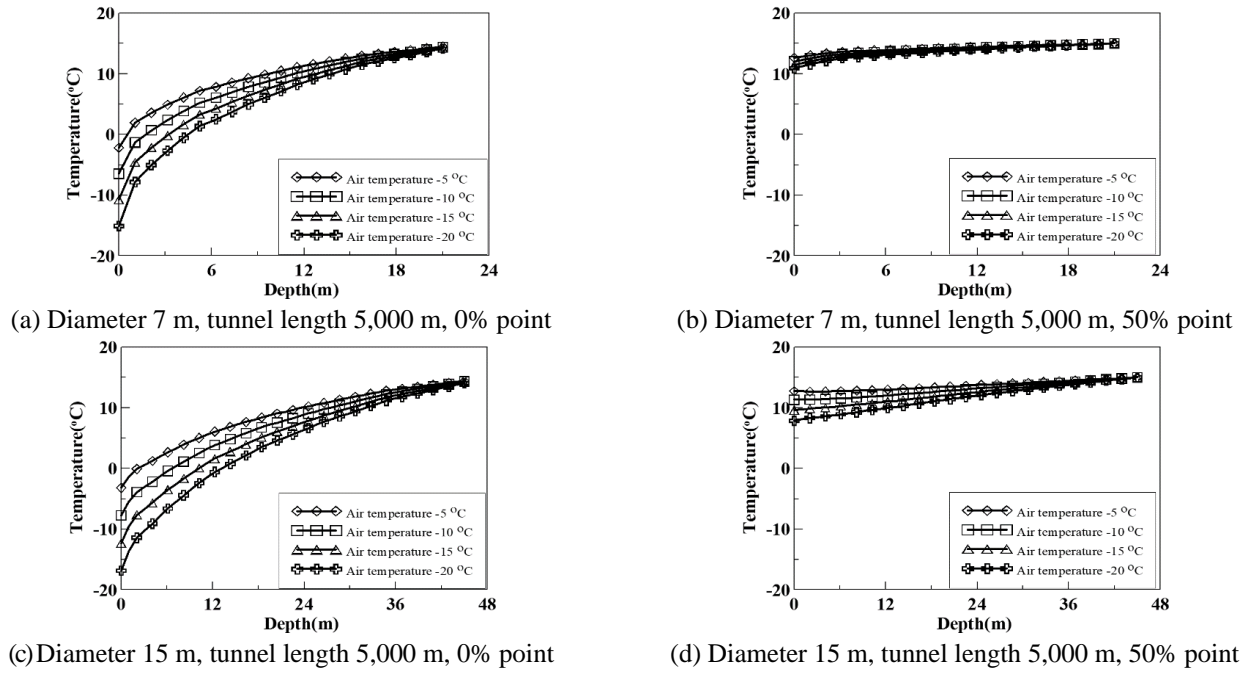 20
10
0
-10
-20
Temperature(°C)
Air temperature -5 °C
Air temperature -10 °C
Air temperature -15 °C
Air temperature -20 °C
0 6 12 18 24
Depth(m)
(a) Diameter 7 m, tunnel length 5,000 m, 0% point
20
10
0
-10
-20
Temperature(°C)
Air temperature -5 °C
Air temperature -10 °C
Air temperature -15 °C
Air temperature -20 °C
0 6 12 18 24
Depth(m)
(b) Diameter 7 m, tunnel length 5,000 m, 50% point
20
10
0
-10
-20
Temperature(°C)
Air temperature -5 °C
Air temperature -10 °C
Air temperature -15 °C
Air temperature -20 °C
0 12 24 36 48
Depth(m)
(c) Diameter 15 m, tunnel length 5,000 m, 0% point
20
10
0
-10
-20
Temperature(°C)
Air temperature -5 °C
Air temperature -10 °C
Air temperature -15 °C
Air temperature -20 °C
0 12 24 36 48
Depth(m)
(d) Diameter 15 m, tunnel length 5,000 m, 50% point